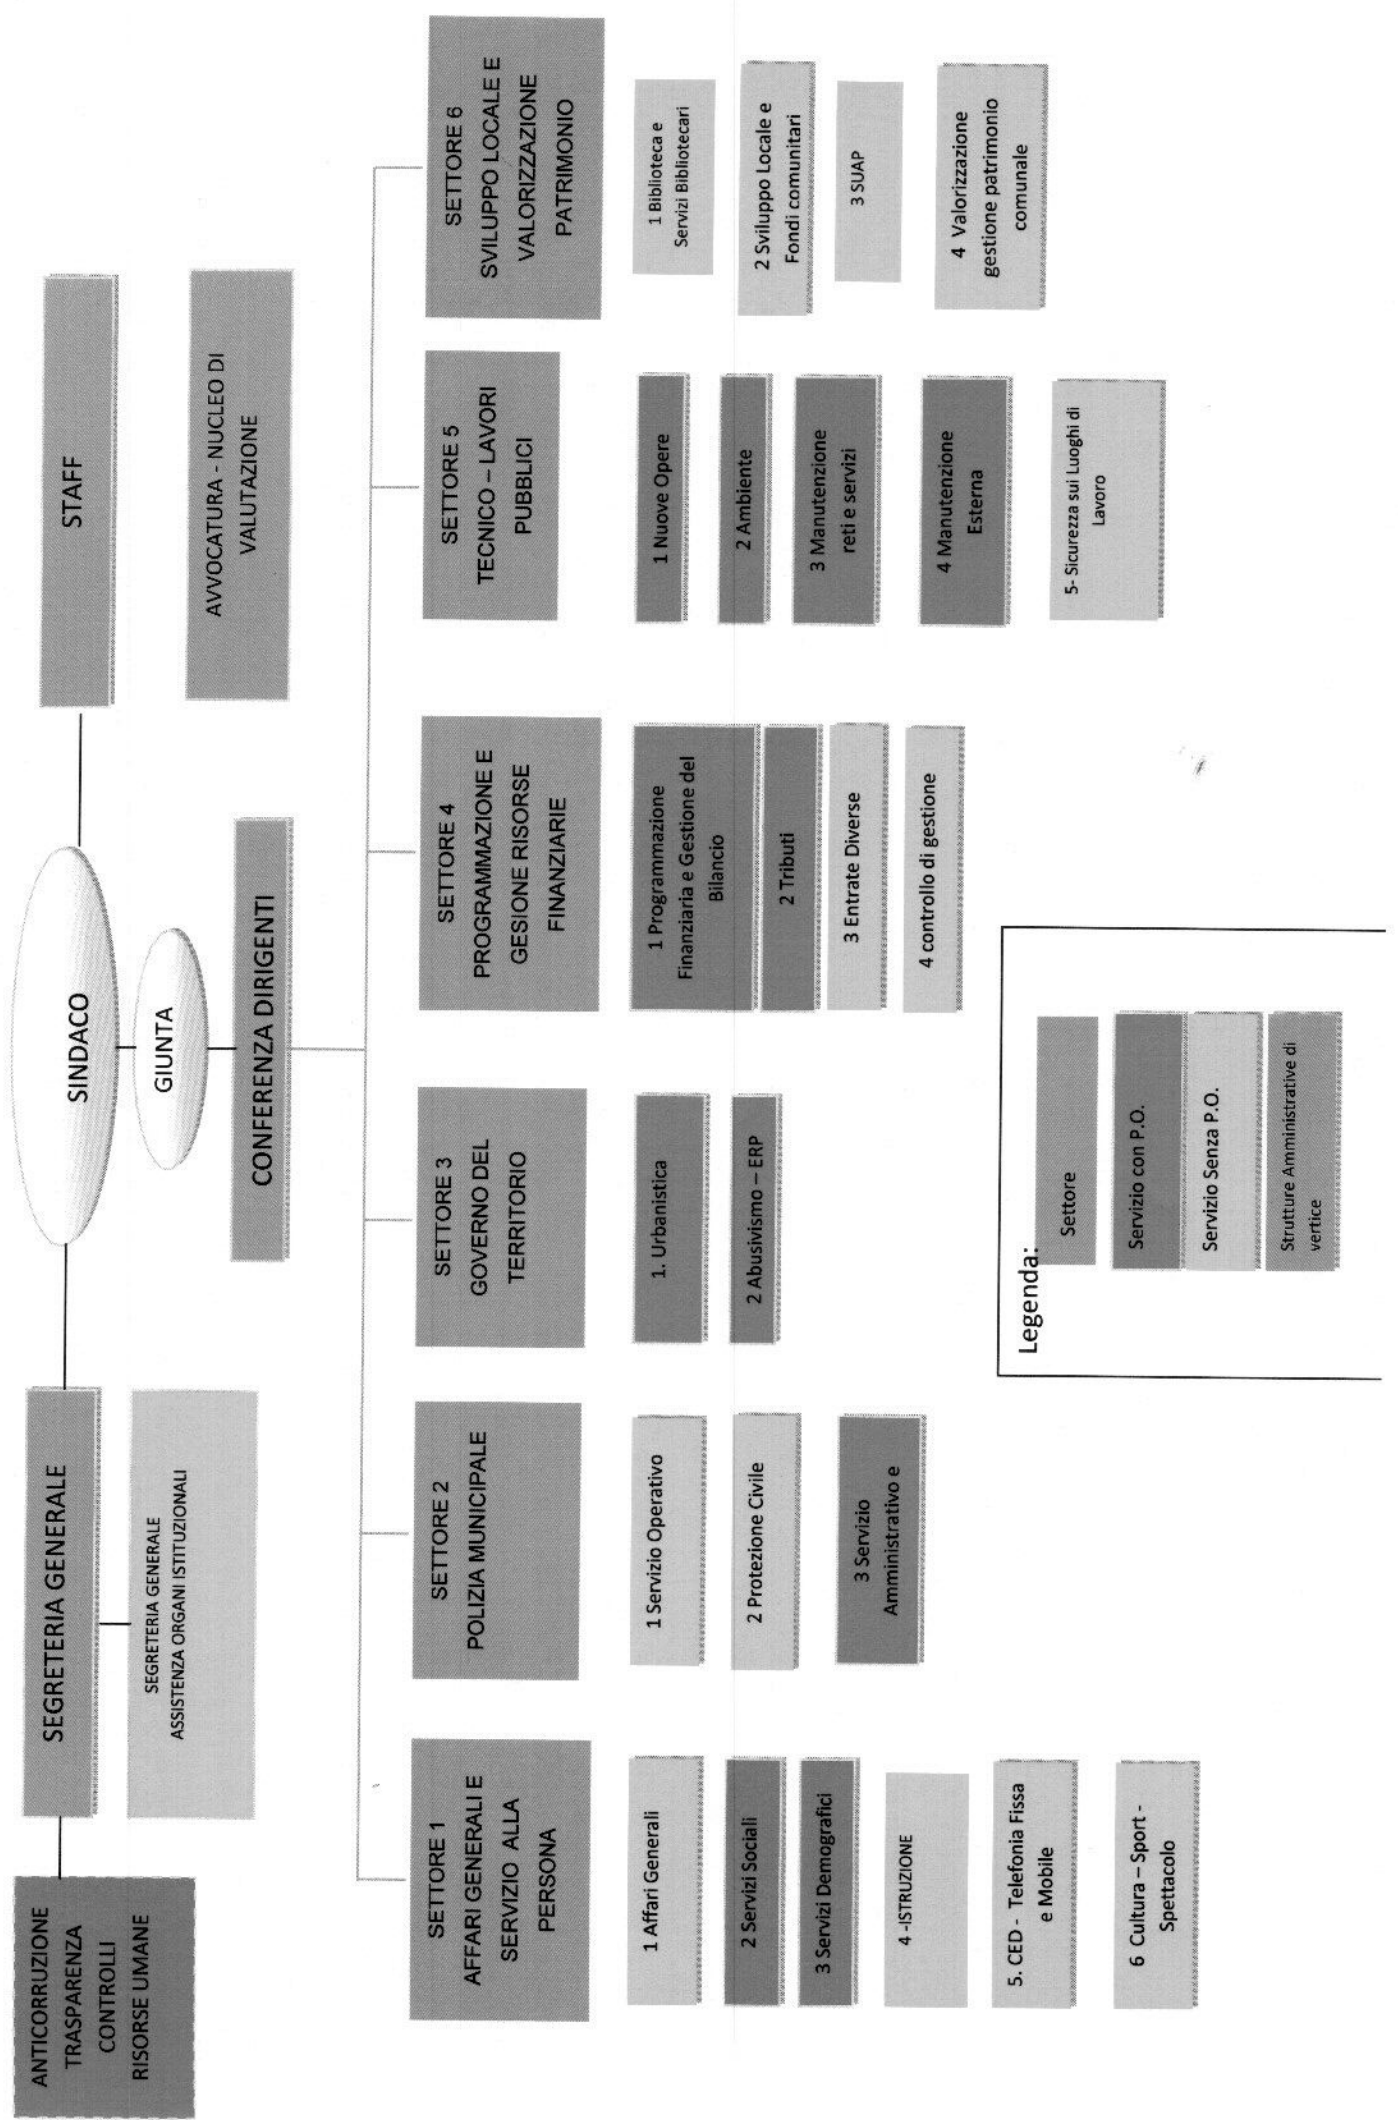 ANTICORRUZIONE
TRASPARENZA
CONTROLLI
RISORSE UMANE
SEGRETERIA GENERALE
SEGRETERIA GENERALE
ASSISTENZA ORGANI ISTITUZIONALI
SINDACO
GIUNTA
CONFERENZA DIRIGENTI
STAFF
AVVOCATURA - NUCLEO DI
VALUTAZIONE
SETTORE 1
AFFARI GENERALI E
SERVIZIO ALLA
PERSONA
1 Affari Generali
2 Servizi Sociali
3 Servizi Demografici
4 -ISTRUZIONE
5. CED - Telefonia Fissa
e Mobile
6 Cultura – Sport -
Spettacolo
SETTORE 2
POLIZIA MUNICIPALE
1 Servizio Operativo
2 Protezione Civile
3 Servizio
Amministrativo e
SETTORE 3
GOVERNO DEL
TERRITORIO
1. Urbanistica
2 Abusivismo – ERP
SETTORE 4
PROGRAMMAZIONE E
GESIONE RISORSE
FINANZIARIE
1 Programmazione
Finanziaria e Gestione del
Bilancio
2 Tributi
3 Entrate Diverse
4 controllo di gestione
SETTORE 5
TECNICO – LAVORI
PUBBLICI
1 Nuove Opere
2 Ambiente
3 Manutenzione
reti e servizi
4 Manutenzione
Esterna
5- Sicurezza sui Luoghi di
Lavoro
SETTORE 6
SVILUPPO LOCALE E
VALORIZZAZIONE
PATRIMONIO
1 Biblioteca e
Servizi Bibliotecari
2 Sviluppo Locale e
Fondi comunitari
3 SUAP
4 Valorizzazione
gestione patrimonio
comunale
Legenda:
Settore
Servizio con P.O.
Servizio Senza P.O.
Strutture Amministrative di
vertice